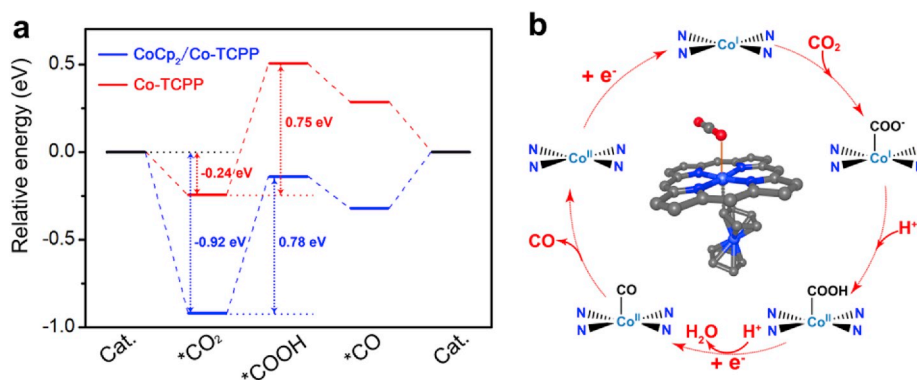 a
CoCp₂/Co-TCPP
Co-TCPP
Relative energy (eV)
0.5
0.0
-0.5
-1.0
0.75 eV
-0.24 eV
-0.92 eV
0.78 eV
Cat.
*CO₂
*COOH
*CO
Cat.
b
N N
Coᴵ
N N
CO₂
COO⁻
N N
Coᴵ
N N
H⁺
COOH
N N
Coᴵᴵ
N N
H⁺
H₂O
+ e⁻
CO
N N
Coᴵᴵ
N N
CO
N N
Coᴵᴵ
N N
+ e⁻